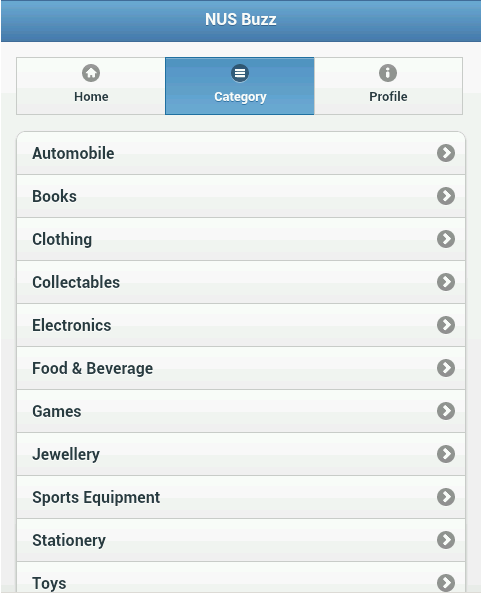 NUS Buzz
Home Category Profile
Automobile
Books
Clothing
Collectables
Electronics
Food & Beverage
Games
Jewellery
Sports Equipment
Stationery
Toys